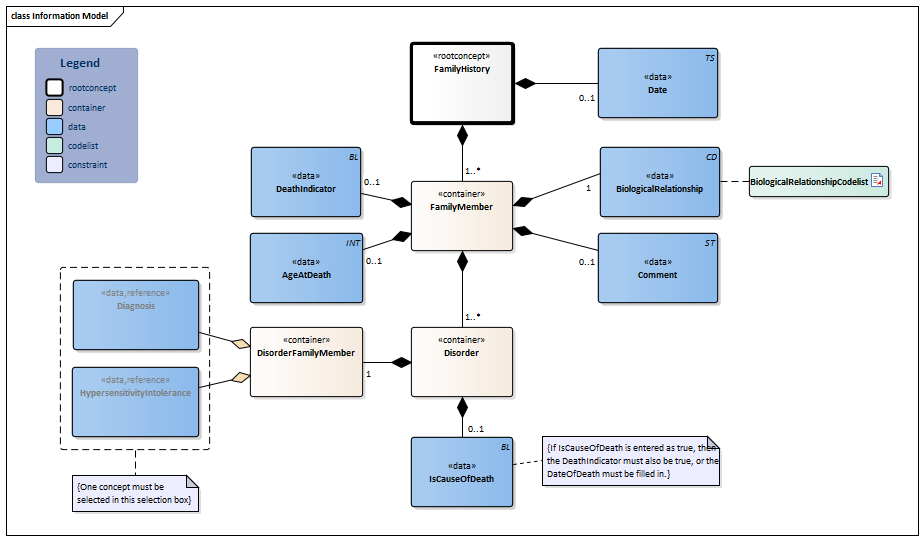 class Information Model
Legend
rootconcept
container
data
codelist
constraint
«rootconcept»
FamilyHistory
TS
«data»
Date
0..1
1..*
BL
«data»
DeathIndicator
0..1
«container»
FamilyMember
CD
«data»
BiologicalRelationship
1
BiologicalRelationshipCodelist
INT
«data»
AgeAtDeath
0..1
ST
«data»
Comment
0..1
1..*
«data,reference»
Diagnosis
«container»
DisorderFamilyMember
1
«container»
Disorder
«data,reference»
HypersensitivityIntolerance
0..1
BL
«data»
IsCauseOfDeath
{If IsCauseOfDeath is entered as true, then
the DeathIndicator must also be true, or the
DateOfDeath must be filled in.}
{One concept must be
selected in this selection box}